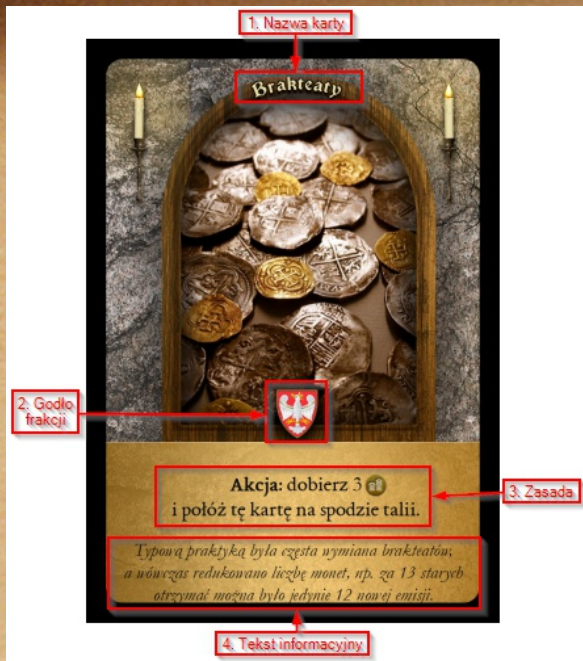 1. Nazwa karty
Brakteaty
2. Godło
frakcji
Akcja: dobierz 3
i połóż tę kartę na spodzie talii.
3. Zasada
Typową praktyką była częsta wymiana brakteatów,
a wówczas redukowano liczbę monet, np. za 13 starych
otrzymać można było jedynie 12 nowej emisji.
4. Tekst informacyjny